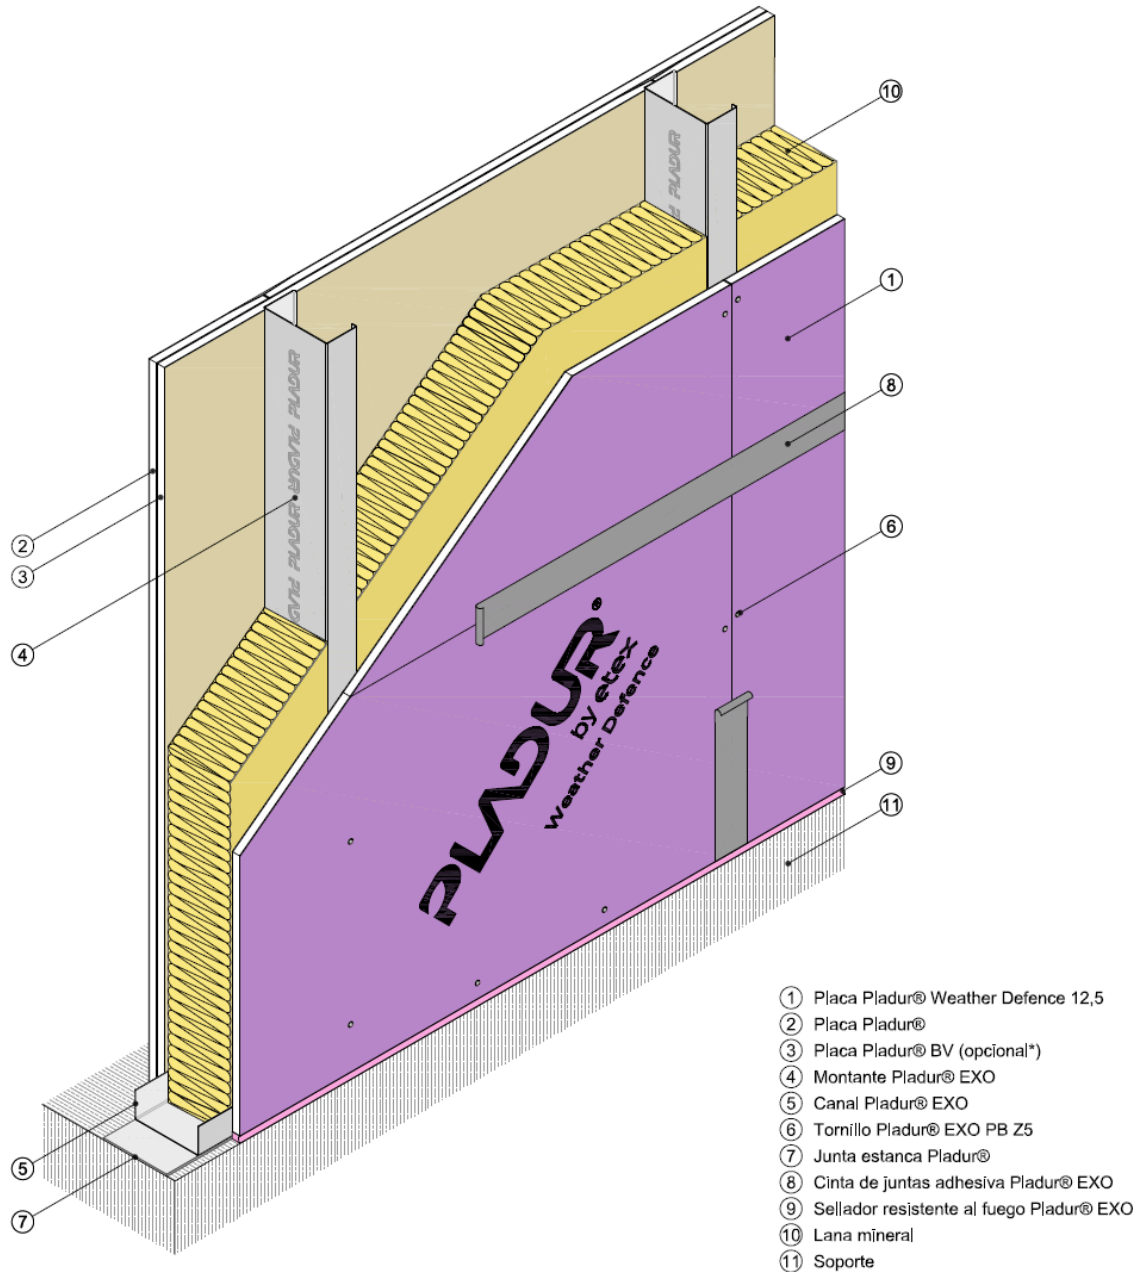 10
1
8
2
3
6
4
9
11
5
7
PLADUR
PLADUR
PLADUR
PLADUR
PLADUR
PLADUR®
by etex
Weather Defence
1 Placa Pladur® Weather Defence 12,5
2 Placa Pladur®
3 Placa Pladur® BV (opcional*)
4 Montante Pladur® EXO
5 Canal Pladur® EXO
6 Tornillo Pladur® EXO PB Z5
7 Junta estanca Pladur®
8 Cinta de juntas adhesiva Pladur® EXO
9 Sellador resistente al fuego Pladur® EXO
10 Lana mineral
11 Soporte